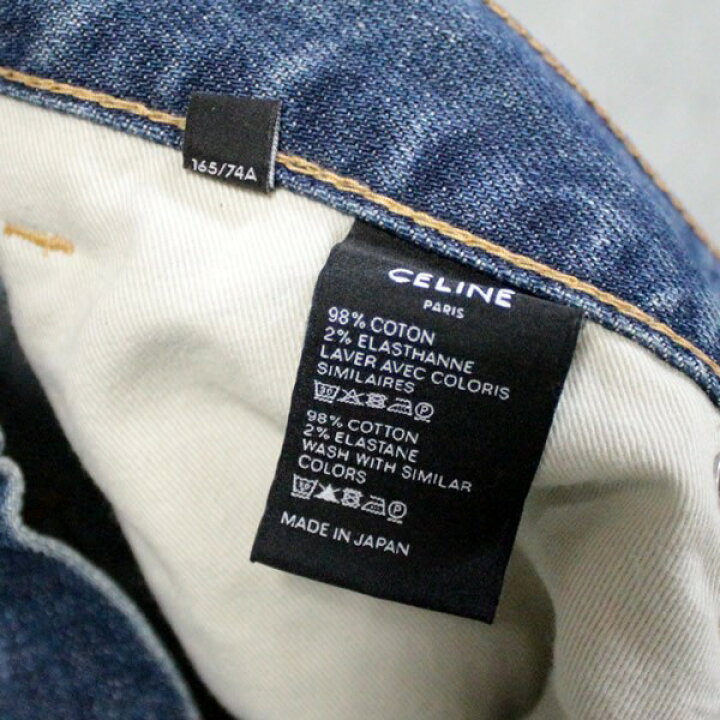 165/74A
CELINE
PARIS
98% COTON
2% ELASTHANNE
LAVER AVEC COLORIS
SIMILAIRES
98% COTTON
2% ELASTANE
WASH WITH SIMILAR
COLORS
MADE IN JAPAN